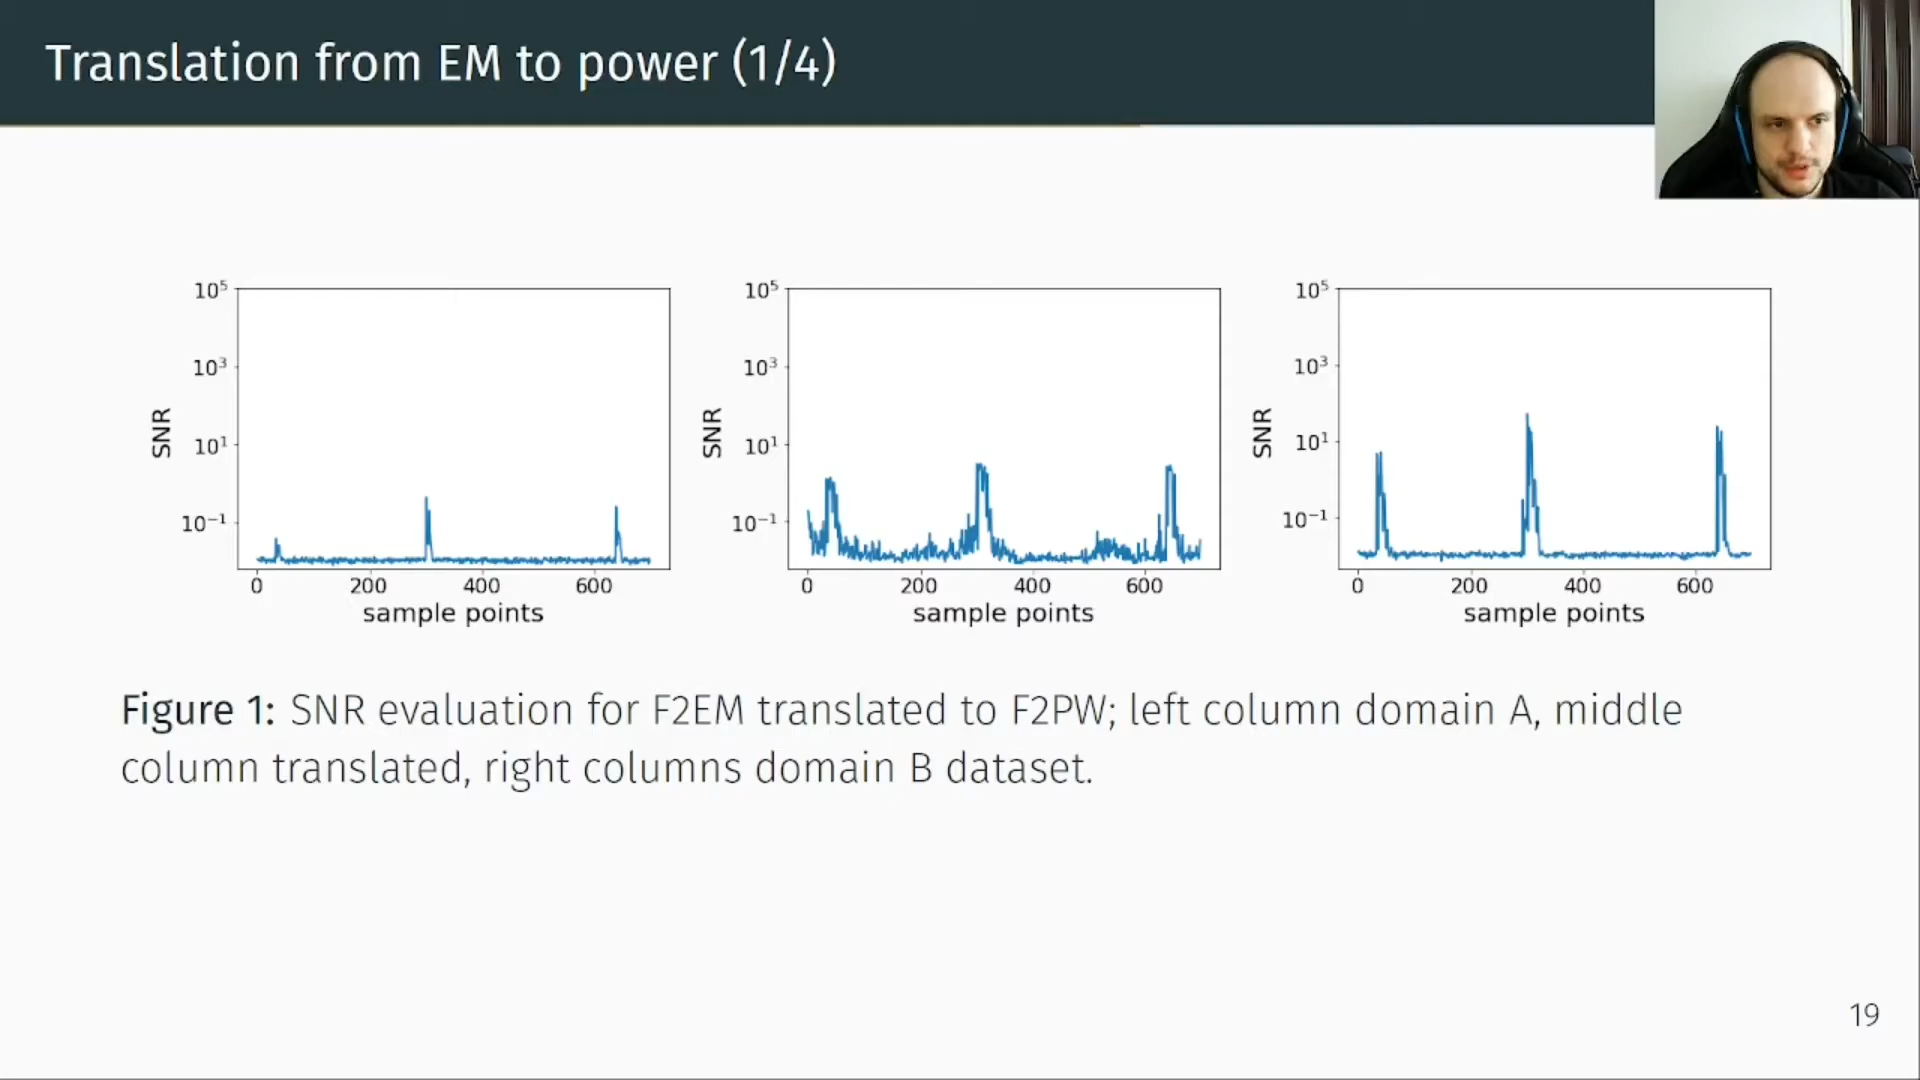 Translation from EM to power (1/4)
10⁵
10³
10¹
10⁻¹
SNR
0 200 400 600
sample points
10⁵
10³
10¹
10⁻¹
SNR
0 200 400 600
sample points
10⁵
10³
10¹
10⁻¹
SNR
0 200 400 600
sample points
Figure 1: SNR evaluation for F2EM translated to F2PW; left column domain A, middle
column translated, right columns domain B dataset.
19